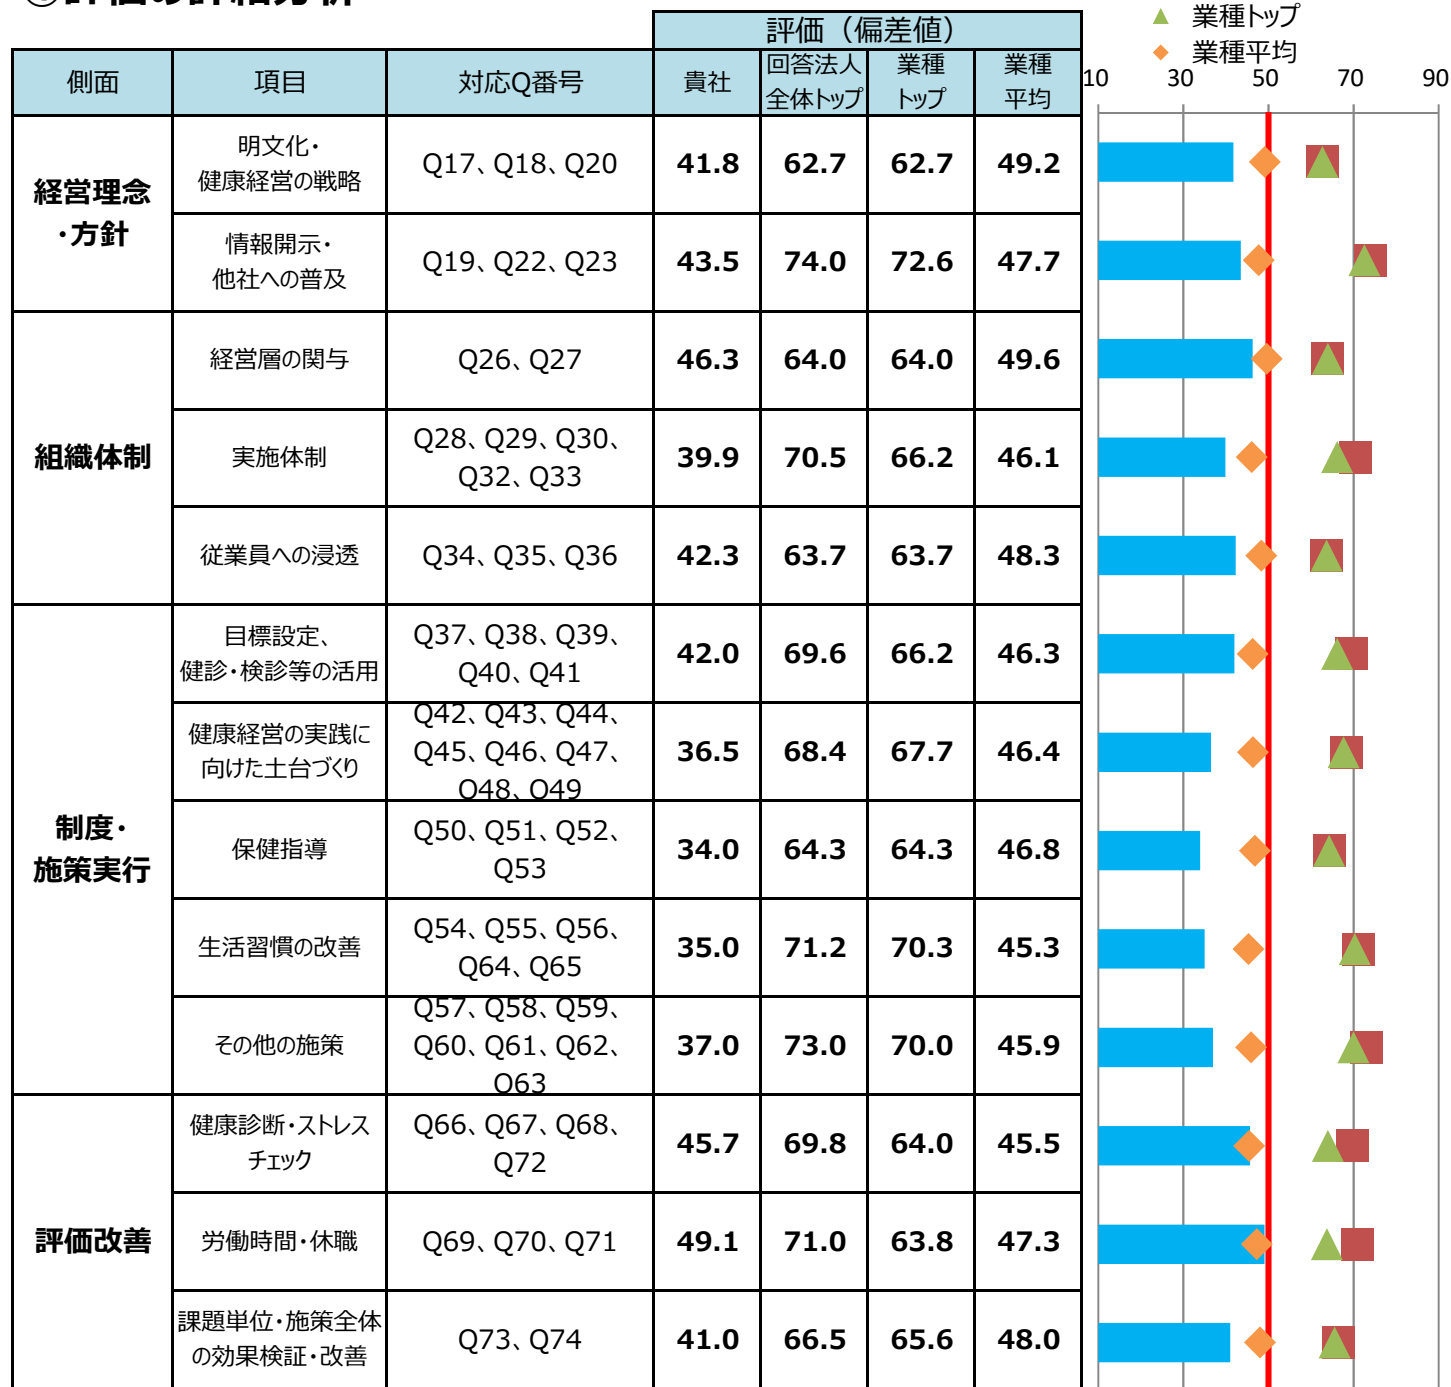 評価（偏差値）
▲ 業種トップ
◆ 業種平均
側面 項目 対応Q番号 貴社 回答法人 業種 業種
全体トップ トップ 平均
10 30 50 70 90
経営理念
・方針
明文化・
健康経営の戦略
Q17、Q18、Q20 41.8 62.7 62.7 49.2
情報開示・
他社への普及
Q19、Q22、Q23 43.5 74.0 72.6 47.7
組織体制
経営層の関与 Q26、Q27 46.3 64.0 64.0 49.6
実施体制
Q28、Q29、Q30、
Q32、Q33
39.9 70.5 66.2 46.1
従業員への浸透 Q34、Q35、Q36 42.3 63.7 63.7 48.3
制度・
施策実行
目標設定、
健診・検診等の活用
Q37、Q38、Q39、
Q40、Q41
42.0 69.6 66.2 46.3
健康経営の実践に
向けた土台づくり
Q42、Q43、Q44、
Q45、Q46、Q47、
Q48、Q49
36.5 68.4 67.7 46.4
保健指導
Q50、Q51、Q52、
Q53
34.0 64.3 64.3 46.8
生活習慣の改善
Q54、Q55、Q56、
Q64、Q65
35.0 71.2 70.3 45.3
その他の施策
Q57、Q58、Q59、
Q60、Q61、Q62、
Q63
37.0 73.0 70.0 45.9
評価改善
健康診断・ストレス
チェック
Q66、Q67、Q68、
Q72
45.7 69.8 64.0 45.5
労働時間・休職 Q69、Q70、Q71 49.1 71.0 63.8 47.3
課題単位・施策全体
の効果検証・改善
Q73、Q74 41.0 66.5 65.6 48.0